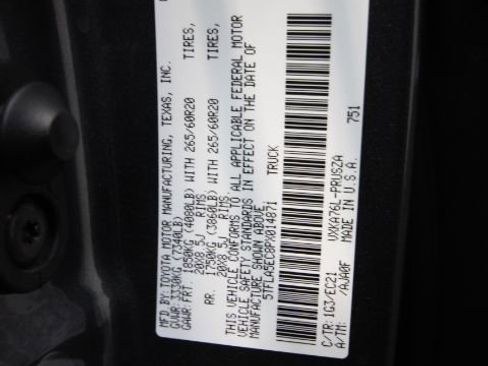 MFD.BY:TOYOTA MOTOR MANUFACTURING, TEXAS, INC.
GVWR 3330KG (7340LB)
GAWR: FRT. 1850KG (4080LB) WITH 265/60R20 TIRES,
20X8.5J RIMS
RR. 1750KG (3860LB) WITH 265/60R20 TIRES,
20X8.5J RIMS
THIS VEHICLE CONFORMS TO ALL APPLICABLE FEDERAL MOTOR
VEHICLE SAFETY STANDARDS IN EFFECT ON THE DATE OF
MANUFACTURE SHOWN ABOVE.
5TFLA5EC8PX014871 TRUCK
751
C/TR: 1G3/EC21 VXKA76L-PRUSZA
A/TM: /AJA0F MADE IN U.S.A.